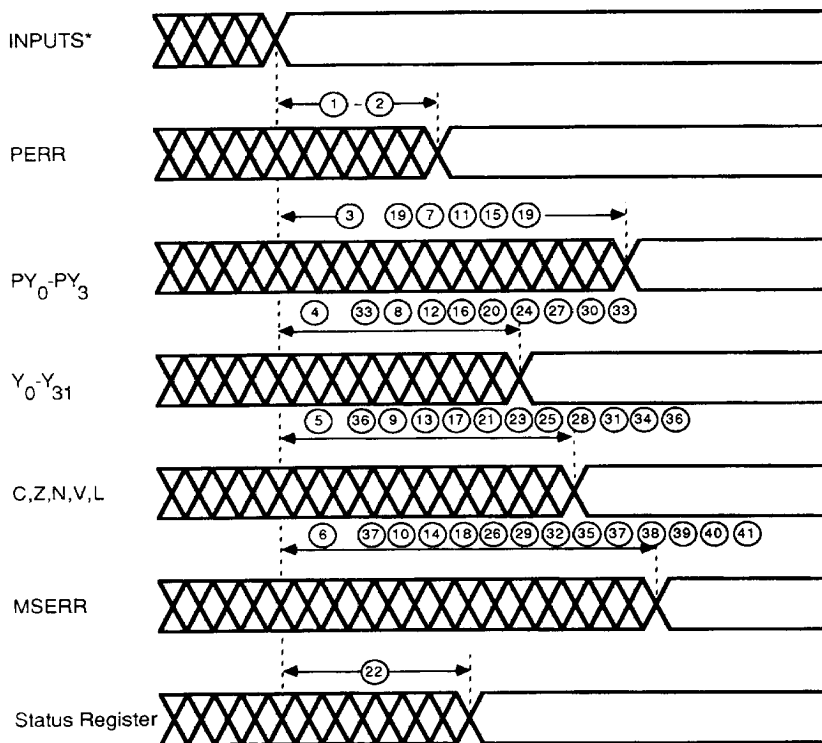 INPUTS*
1 - 2
PERR
3 19 7 11 15 19
PY0-PY3
4 33 8 12 16 20 24 27 30 33
Y0-Y31
5 36 9 13 17 21 23 25 28 31 34 36
C,Z,N,V,L
6 37 10 14 18 26 29 32 35 37 38 39 40 41
MSERR
22
Status Register